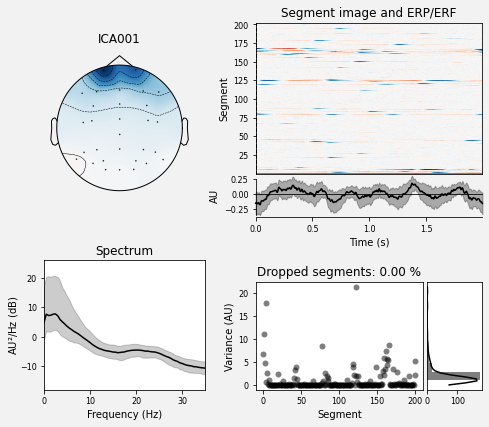 ICA001
Segment image and ERP/ERF
Segment
200
175
150
125
100
75
50
25
AU
0.25
0.00
−0.25
0.0 0.5 1.0 1.5
Time (s)
Spectrum
AU²/Hz (dB)
20
10
0
−10
0 10 20 30
Frequency (Hz)
Dropped segments: 0.00 %
Variance (AU)
20
15
10
5
0
0 50 100 150 200
Segment
0 100